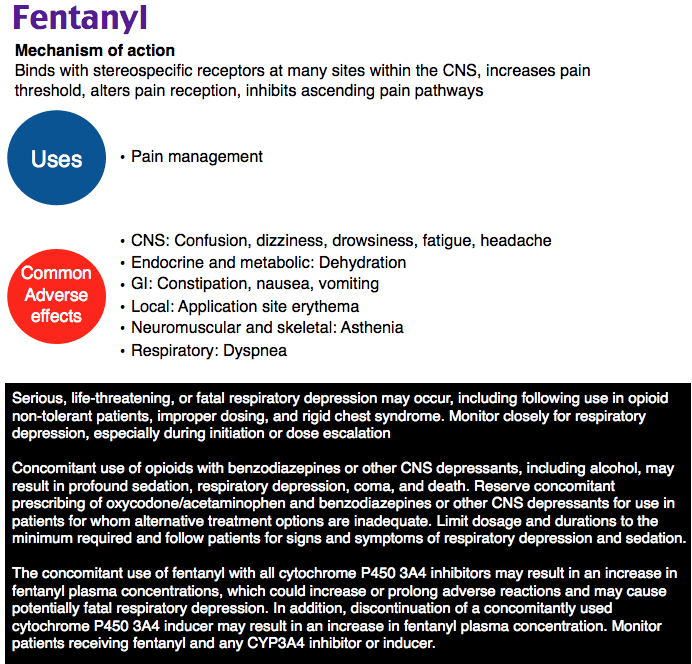 Fentanyl
Mechanism of action
Binds with stereospecific receptors at many sites within the CNS, increases pain
threshold, alters pain reception, inhibits ascending pain pathways
Uses
• Pain management
Common
Adverse
effects
• CNS: Confusion, dizziness, drowsiness, fatigue, headache
• Endocrine and metabolic: Dehydration
• GI: Constipation, nausea, vomiting
• Local: Application site erythema
• Neuromuscular and skeletal: Asthenia
• Respiratory: Dyspnea
Serious, life-threatening, or fatal respiratory depression may occur, including following use in opioid
non-tolerant patients, improper dosing, and rigid chest syndrome. Monitor closely for respiratory
depression, especially during initiation or dose escalation
Concomitant use of opioids with benzodiazepines or other CNS depressants, including alcohol, may
result in profound sedation, respiratory depression, coma, and death. Reserve concomitant
prescribing of oxycodone/acetaminophen and benzodiazepines or other CNS depressants for use in
patients for whom alternative treatment options are inadequate. Limit dosage and durations to the
minimum required and follow patients for signs and symptoms of respiratory depression and sedation.
The concomitant use of fentanyl with all cytochrome P450 3A4 inhibitors may result in an increase in
fentanyl plasma concentrations, which could increase or prolong adverse reactions and may cause
potentially fatal respiratory depression. In addition, discontinuation of a concomitantly used
cytochrome P450 3A4 inducer may result in an increase in fentanyl plasma concentration. Monitor
patients receiving fentanyl and any CYP3A4 inhibitor or inducer.